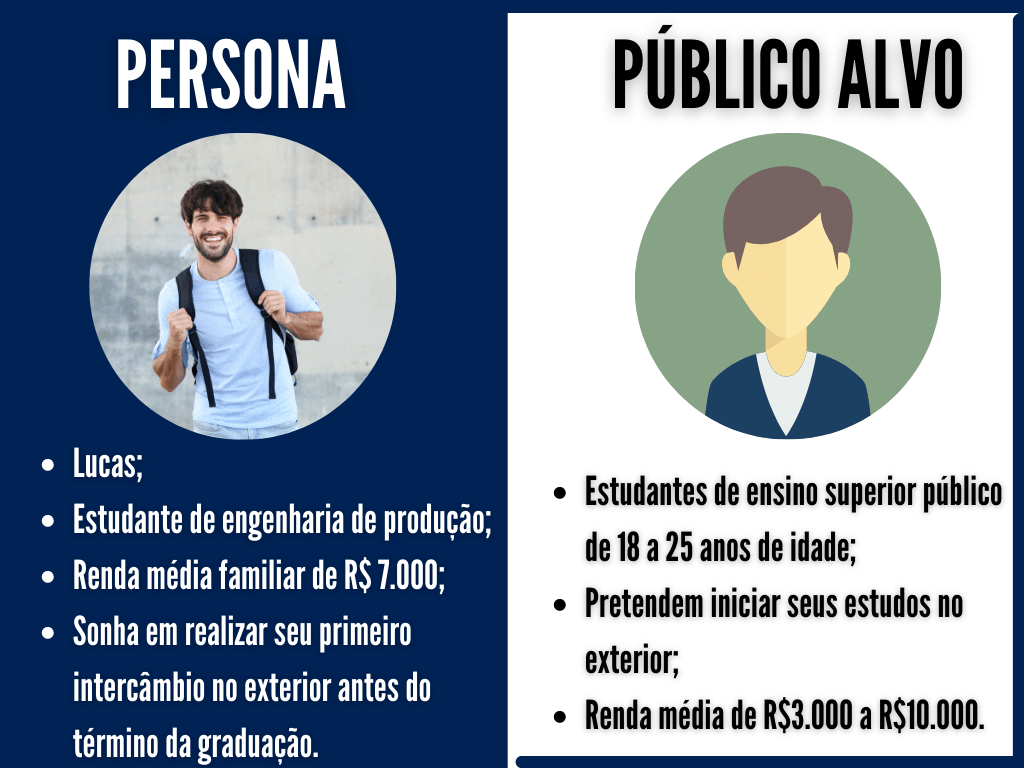 PERSONA
Lucas;
Estudante de engenharia de produção;
Renda média familiar de R$ 7.000;
Sonha em realizar seu primeiro
intercâmbio no exterior antes do
término da graduação.
PÚBLICO ALVO
Estudantes de ensino superior público
de 18 a 25 anos de idade;
Pretendem iniciar seus estudos no
exterior;
Renda média de R$3.000 a R$10.000.